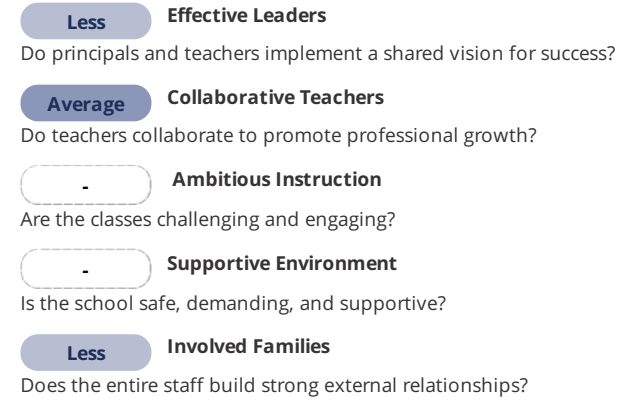 Less Effective Leaders
Do principals and teachers implement a shared vision for success?
Average Collaborative Teachers
Do teachers collaborate to promote professional growth?
- Ambitious Instruction
Are the classes challenging and engaging?
- Supportive Environment
Is the school safe, demanding, and supportive?
Less Involved Families
Does the entire staff build strong external relationships?